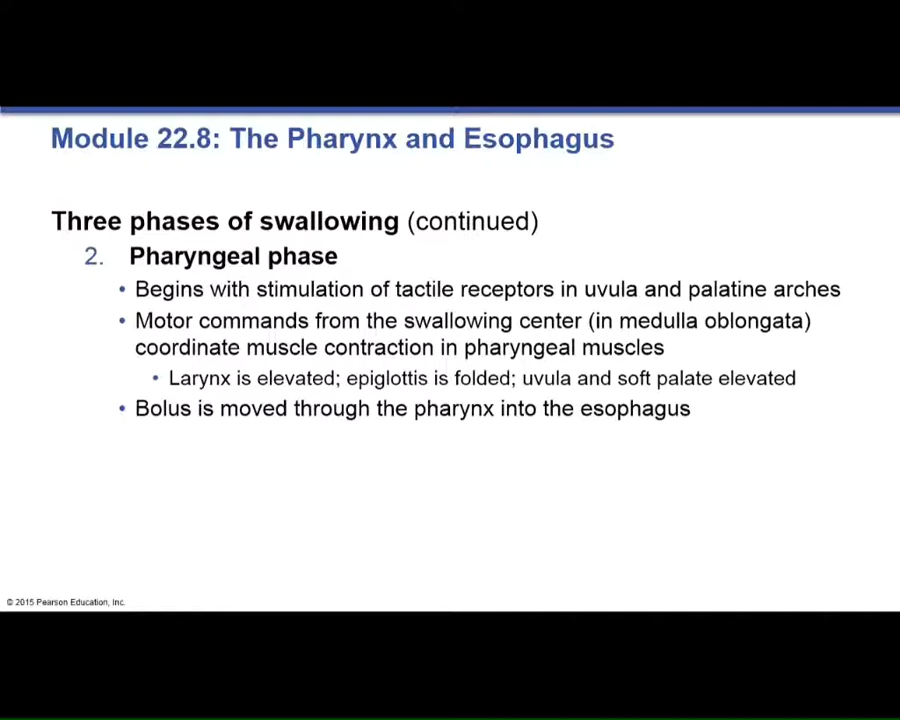 Module 22.8: The Pharynx and Esophagus
Three phases of swallowing (continued)
2. Pharyngeal phase
• Begins with stimulation of tactile receptors in uvula and palatine arches
• Motor commands from the swallowing center (in medulla oblongata)
coordinate muscle contraction in pharyngeal muscles
• Larynx is elevated; epiglottis is folded; uvula and soft palate elevated
• Bolus is moved through the pharynx into the esophagus
© 2015 Pearson Education, Inc.